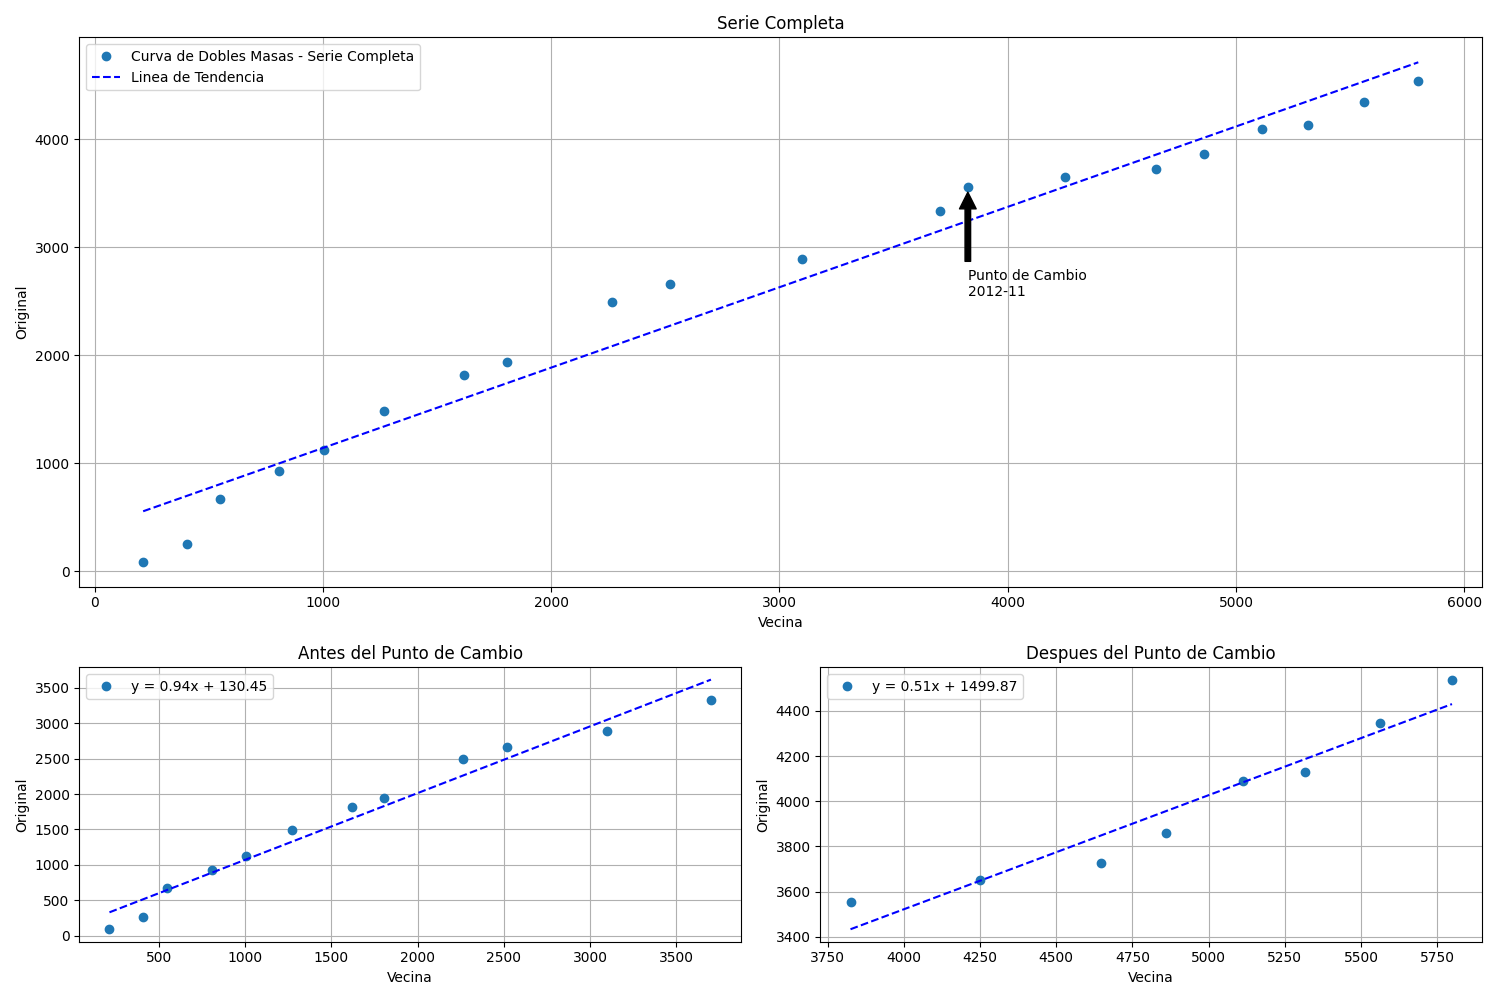 Serie Completa
Curva de Dobles Masas - Serie Completa
Linea de Tendencia
Original
4000
3000
2000
1000
0
Punto de Cambio
2012-11
0 1000 2000 3000 4000 5000 6000
Vecina
Antes del Punto de Cambio
y = 0.94x + 130.45
Original
3500
3000
2500
2000
1500
1000
500
0
500 1000 1500 2000 2500 3000 3500
Vecina
Despues del Punto de Cambio
y = 0.51x + 1499.87
Original
4400
4200
4000
3800
3600
3400
3750 4000 4250 4500 4750 5000 5250 5500 5750
Vecina